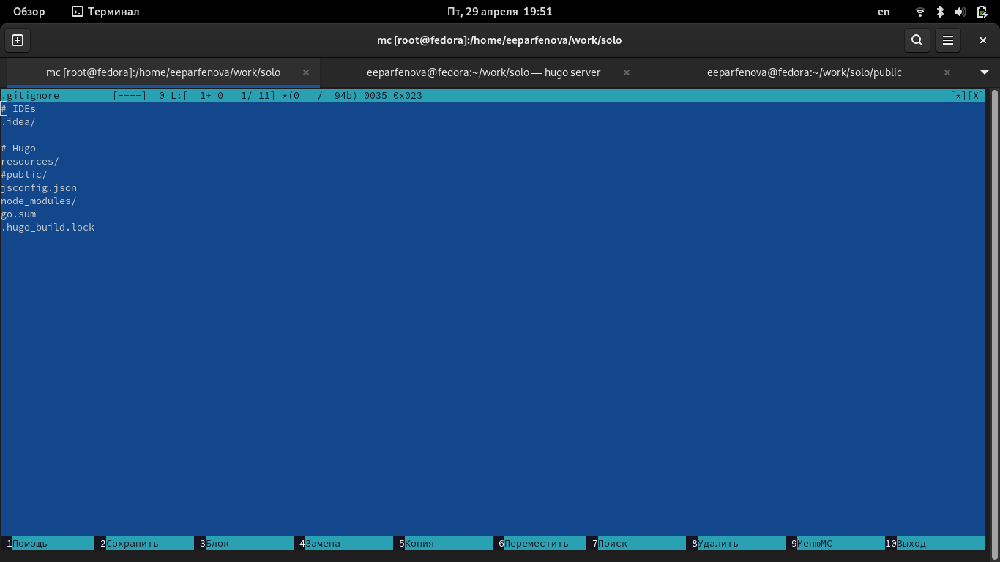 Обзор Терминал Пт, 29 апреля 19:51 en
mc [root@fedora]:/home/eeparfenova/work/solo
mc [root@fedora]:/home/eeparfenova/work/solo eeparfenova@fedora:~/work/solo — hugo server eeparfenova@fedora:~/work/solo/public
.gitignore [----] 0 L:[ 1+ 0 1/ 11] *(0 / 94b) 0035 0x023 [*][X]
# IDEs
.idea/
# Hugo
resources/
#public/
jsconfig.json
node_modules/
go.sum
.hugo_build.lock
1Помощь 2Сохранить 3Блок 4Замена 5Копия 6Переместить 7Поиск 8Удалить 9МенюMC 10Выход